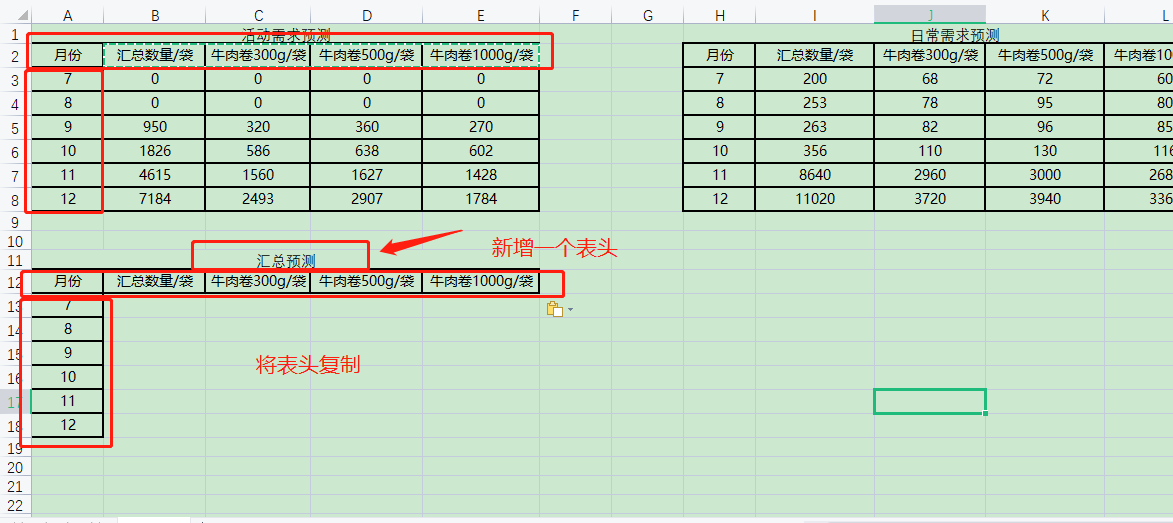 A B C D E F G H I J K L
1 活动需求预测 日常需求预测
2 月份 汇总数量/袋 牛肉卷300g/袋 牛肉卷500g/袋 牛肉卷1000g/袋 月份 汇总数量/袋 牛肉卷300g/袋 牛肉卷500g/袋 牛肉卷10
3 7 0 0 0 0 7 200 68 72 60
4 8 0 0 0 0 8 253 78 95 80
5 9 950 320 360 270 9 263 82 96 85
6 10 1826 586 638 602 10 356 110 130 116
7 11 4615 1560 1627 1428 11 8640 2960 3000 268
8 12 7184 2493 2907 1784 12 11020 3720 3940 336
9
10 新增一个表头
11 汇总预测
12 月份 汇总数量/袋 牛肉卷300g/袋 牛肉卷500g/袋 牛肉卷1000g/袋
13 7
14 8
15 9
16 10 将表头复制
17 11
18 12
19
20
21
22